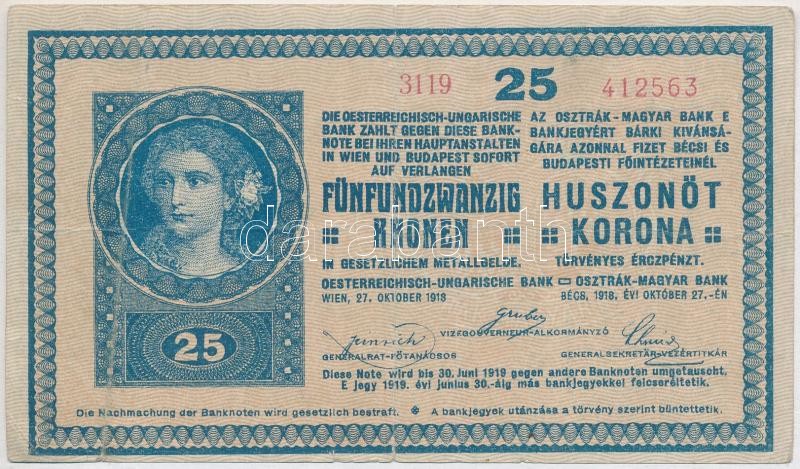 3119 25 412563
DIE OESTERREICHISCH-UNGARISCHE
BANK ZAHLT GEGEN DIESE BANK-
NOTE BEI IHREN HAUPTANSTALTEN
IN WIEN UND BUDAPEST SOFORT
AUF VERLANGEN
FÜNFUNDZWANZIG
KRONEN
IN GESETZLICHEM METALLGELDE.
AZ OSZTRÁK-MAGYAR BANK E
BANKJEGYÉRT BÁRKI KIVÁNSÁ-
GÁRA AZONNAL FIZET BÉCSI ÉS
BUDAPESTI FŐINTÉZETEINÉL
HUSZONÖT
KORONA
TÖRVÉNYES ÉRCZPÉNZT.
darabanth
OESTERREICHISCH-UNGARISCHE BANK OSZTRÁK-MAGYAR BANK
WIEN, 27. OKTOBER 1918 BÉCS, 1918. ÉVI OKTÓBER 27.-ÉN
Gruber
VIZEGOUVERNEUR-ALKORMÁNYZÓ
GENERALRAT-FŐTANÁCSOS GENERALSEKRETÄR-VEZÉRTITKÁR
25
Diese Note wird bis 30. Juni 1919 gegen andere Banknoten umgetauscht.
E jegy 1919. évi junius 30.-áig más bankjegyekkel felcseréltetik.
Die Nachmachung der Banknoten wird gesetzlich bestraft. * A bankjegyek utánzása a törvény szerint büntettetik.